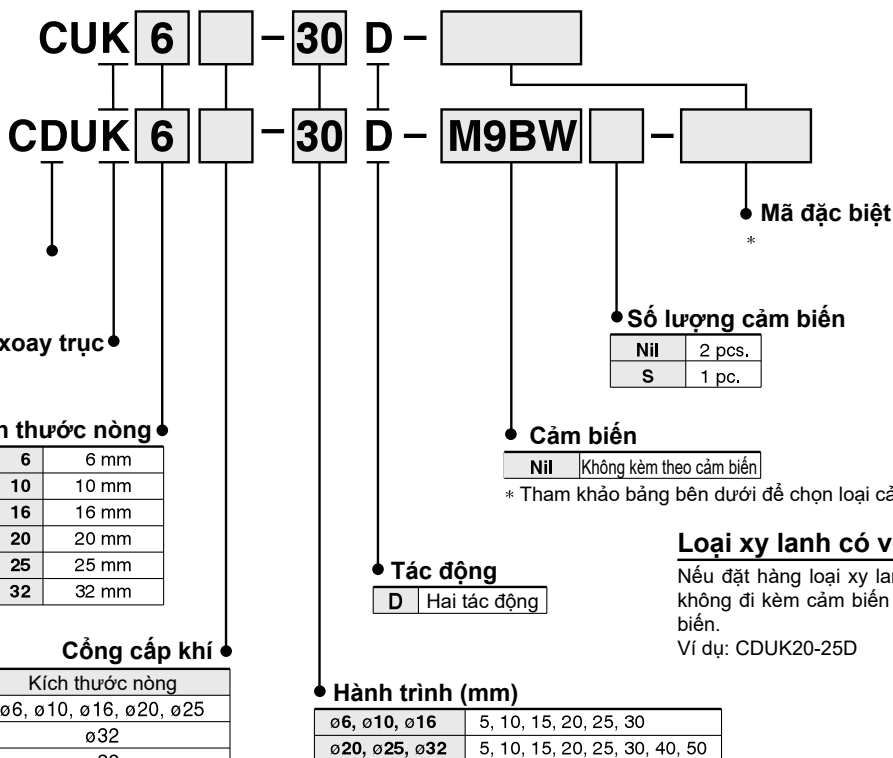 CUK 6 – 30 D –
CDUK 6 – 30 D – M9BW –
Mã đặc biệt
*
Số lượng cảm biến
Nil 2 pcs.
S 1 pc.
xoay trục
thước nòng
6 6 mm
10 10 mm
16 16 mm
20 20 mm
25 25 mm
32 32 mm
Cảm biến
Nil Không kèm theo cảm biến
* Tham khảo bảng bên dưới để chọn loại
Loại xy lanh có
Nếu đặt hàng loại xy
không đi kèm cảm biến
biến.
Ví dụ: CDUK20-25D
Tác động
D Hai tác động
Cổng cấp khí
Kích thước nòng
ø6, ø10, ø16, ø20, ø25
ø32
Hành trình (mm)
ø6, ø10, ø16 5, 10, 15, 20, 25, 30
ø20, ø25, ø32 5, 10, 15, 20, 25, 30, 40, 50